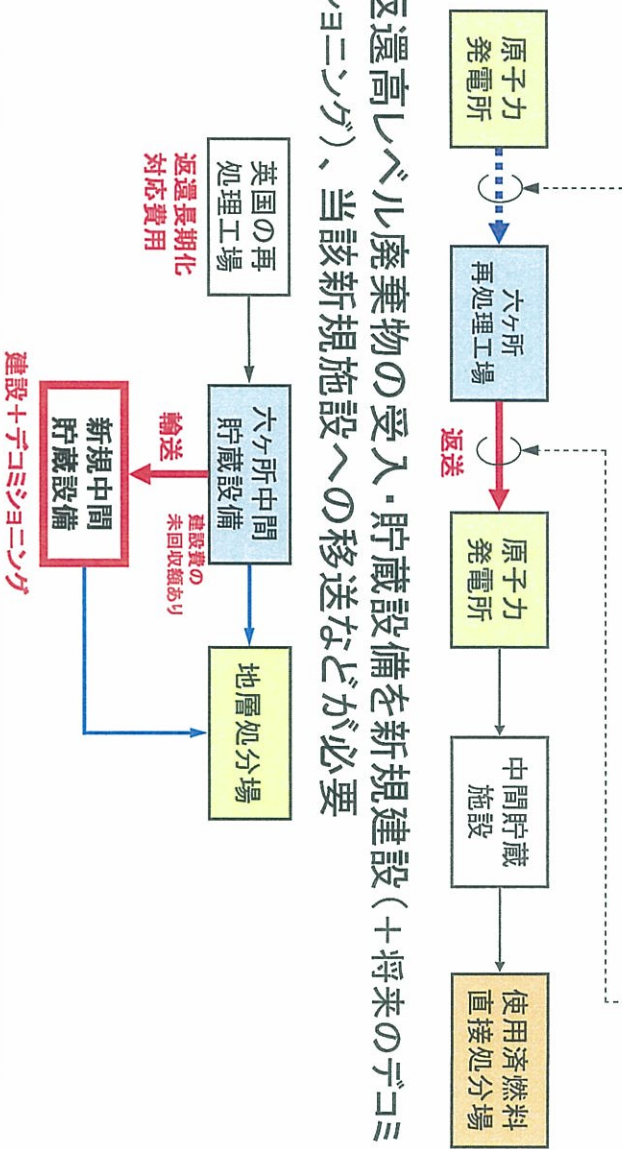 原子力
発電所
六ヶ所
再処理工場
返送
原子力
発電所
中間貯蔵
施設
使用済燃料
直接処分場
返還高レベル廃棄物の受入・貯蔵設備を新規建設(+将来のデコミ
ショニング)、当該新規施設への移送などが必要
英国の再
処理工場
返還長期化
対応費用
六ヶ所中間
貯蔵設備
建設費の
未回収額あり
輸送
新規中間
貯蔵設備
建設+デコミショニング
地層処分場